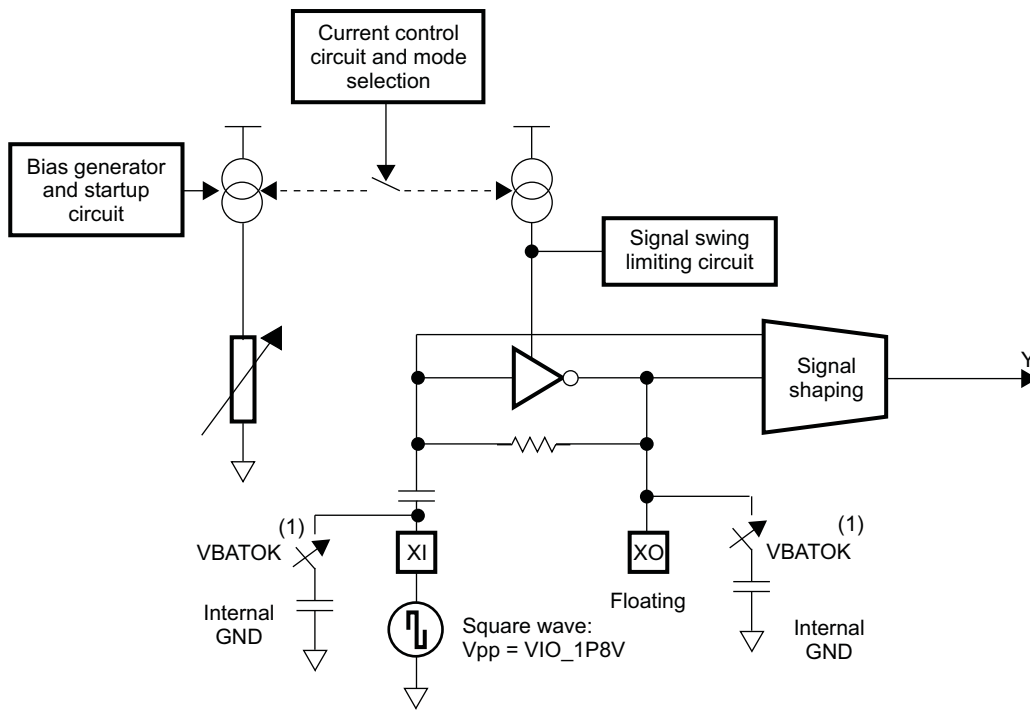 Current control
circuit and mode
selection
Bias generator
and startup
circuit
Signal swing
limiting circuit
Signal
shaping
Y
(1)
VBATOK
XI
XO
(1)
VBATOK
Internal
GND
Square wave:
Vpp = VIO_1P8V
Floating
Internal
GND